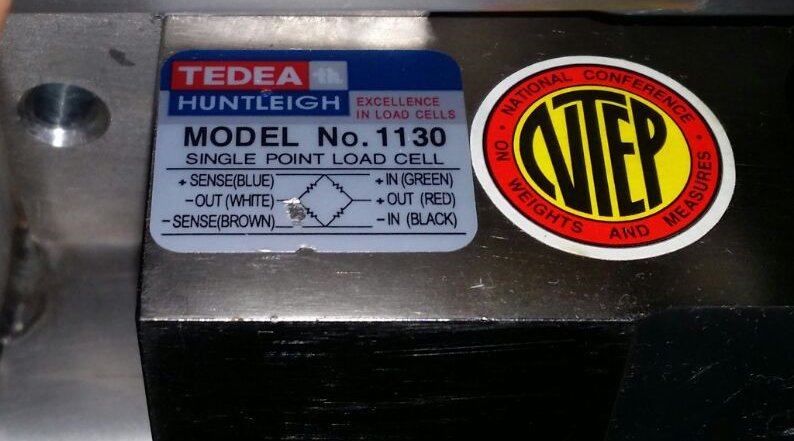 TEDEA
HUNTLEIGH
EXCELLENCE
IN LOAD CELLS
MODEL No. 1130
SINGLE POINT LOAD CELL
+ SENSE(BLUE) + IN (GREEN)
- OUT (WHITE) + OUT (RED)
- SENSE(BROWN) - IN (BLACK)
NATIONAL CONFERENCE
NTEP
ON WEIGHTS AND MEASURES